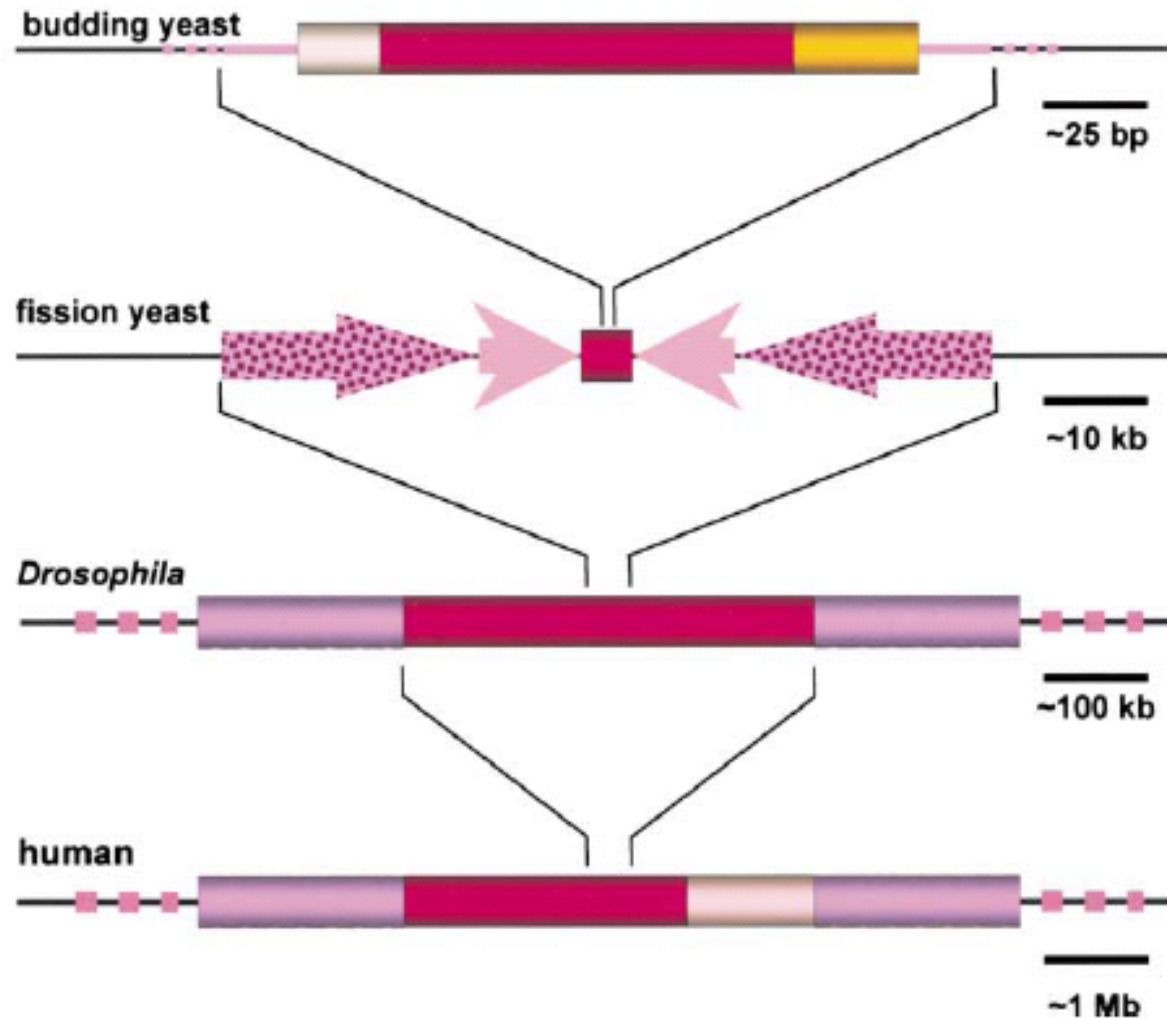 budding yeast
~25 bp
fission yeast
~10 kb
Drosophila
~100 kb
human
~1 Mb